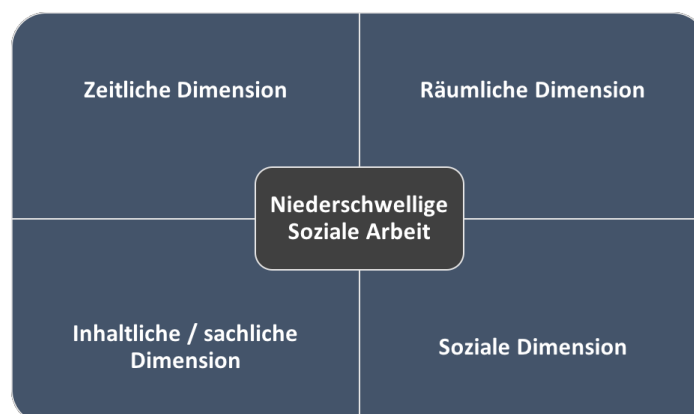 Zeitliche Dimension
Räumliche Dimension
Niederschwellige
Soziale Arbeit
Inhaltliche / sachliche
Dimension
Soziale Dimension